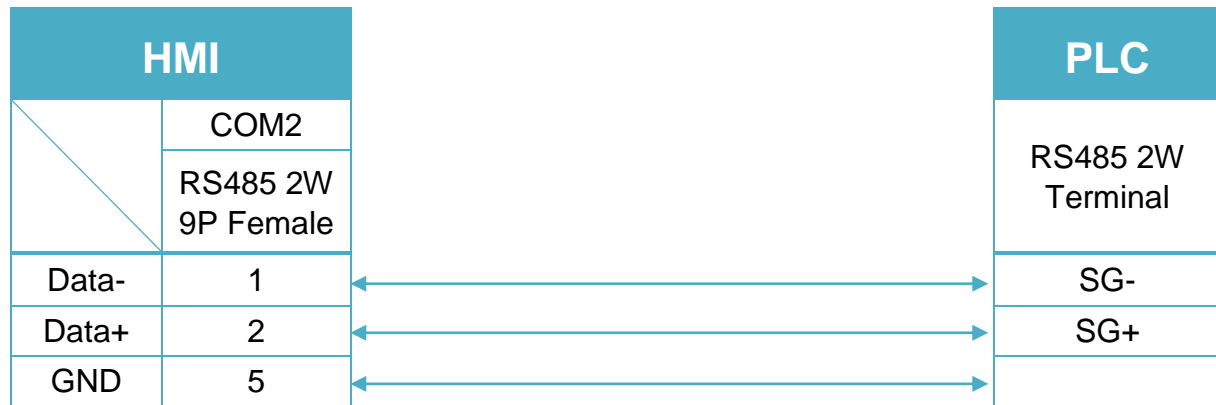 HMI PLC
COM2
RS485 2W
9P Female
RS485 2W
Terminal
Data- 1 SG-
Data+ 2 SG+
GND 5